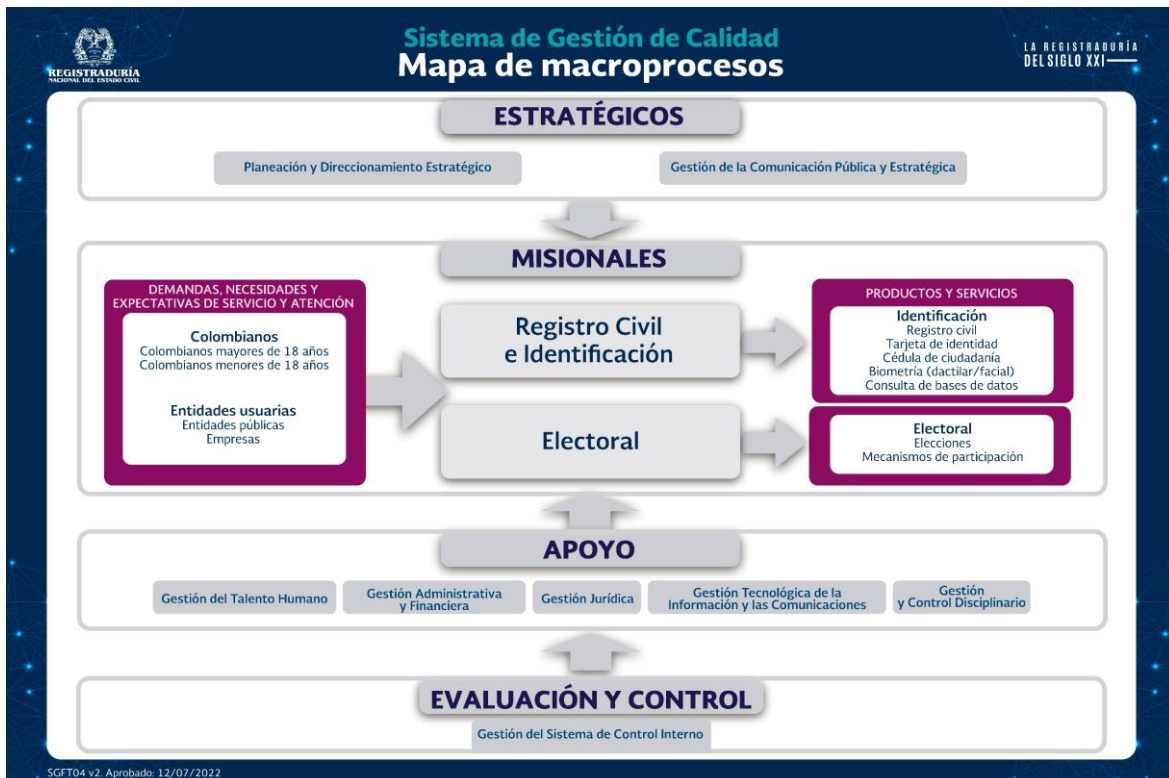 REGISTRADURÍA
NACIONAL DEL ESTADO CIVIL
Sistema de Gestión de Calidad
Mapa de macroprocesos
LA REGISTRADURÍA
DEL SIGLO XXI
ESTRATÉGICOS
Planeación y Direccionamiento Estratégico
Gestión de la Comunicación Pública y Estratégica
MISIONALES
DEMANDAS, NECESIDADES Y
EXPECTATIVAS DE SERVICIO Y ATENCIÓN
Colombianos
Colombianos mayores de 18 años
Colombianos menores de 18 años
Entidades usuarias
Entidades públicas
Empresas
Registro Civil
e Identificación
Electoral
PRODUCTOS Y SERVICIOS
Identificación
Registro civil
Tarjeta de identidad
Cédula de ciudadanía
Biometría (dactilar/facial)
Consulta de bases de datos
Electoral
Elecciones
Mecanismos de participación
APOYO
Gestión del Talento Humano
Gestión Administrativa
y Financiera
Gestión Jurídica
Gestión Tecnológica de la
Información y las Comunicaciones
Gestión
y Control Disciplinario
EVALUACIÓN Y CONTROL
Gestión del Sistema de Control Interno
SGFT04 v2. Aprobado: 12/07/2022